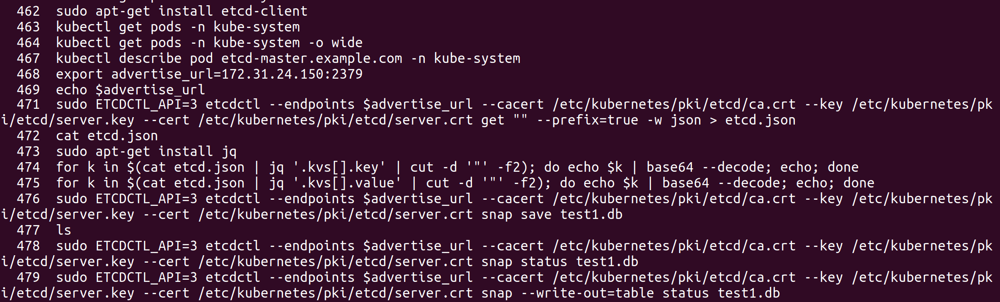 462  sudo apt-get install etcd-client
463  kubectl get pods -n kube-system
464  kubectl get pods -n kube-system -o wide
467  kubectl describe pod etcd-master.example.com -n kube-system
468  export advertise_url=172.31.24.150:2379
469  echo $advertise_url
471  sudo ETCDCTL_API=3 etcdctl --endpoints $advertise_url --cacert /etc/kubernetes/pki/etcd/ca.crt --key /etc/kubernetes/pk
i/etcd/server.key --cert /etc/kubernetes/pki/etcd/server.crt get "" --prefix=true -w json > etcd.json
472  cat etcd.json
473  sudo apt-get install jq
474  for k in $(cat etcd.json | jq '.kvs[].key' | cut -d '"' -f2); do echo $k | base64 --decode; echo; done
475  for k in $(cat etcd.json | jq '.kvs[].value' | cut -d '"' -f2); do echo $k | base64 --decode; echo; done
476  sudo ETCDCTL_API=3 etcdctl --endpoints $advertise_url --cacert /etc/kubernetes/pki/etcd/ca.crt --key /etc/kubernetes/pk
i/etcd/server.key --cert /etc/kubernetes/pki/etcd/server.crt snap save test1.db
477  ls
478  sudo ETCDCTL_API=3 etcdctl --endpoints $advertise_url --cacert /etc/kubernetes/pki/etcd/ca.crt --key /etc/kubernetes/pk
i/etcd/server.key --cert /etc/kubernetes/pki/etcd/server.crt snap status test1.db
479  sudo ETCDCTL_API=3 etcdctl --endpoints $advertise_url --cacert /etc/kubernetes/pki/etcd/ca.crt --key /etc/kubernetes/pk
i/etcd/server.key --cert /etc/kubernetes/pki/etcd/server.crt snap --write-out=table status test1.db